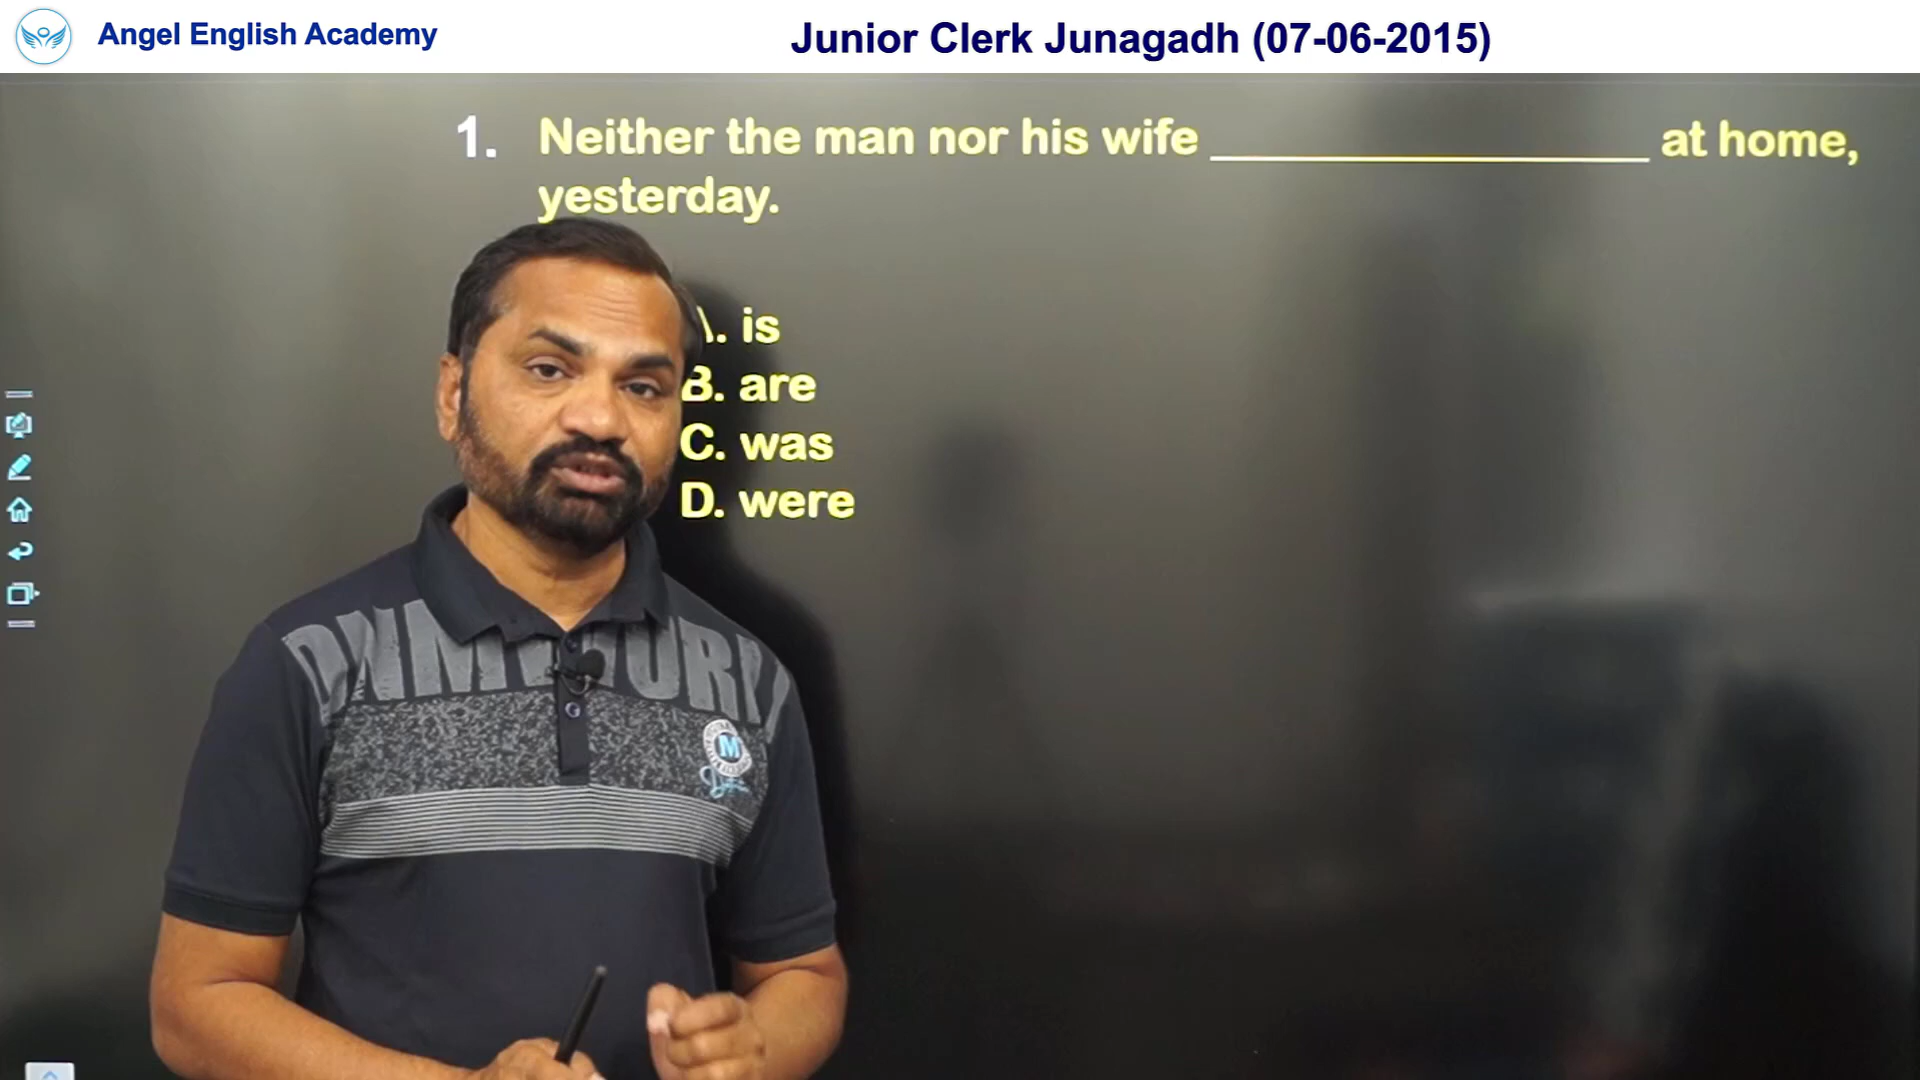 Angel English Academy
Junior Clerk Junagadh (07-06-2015)
1. Neither the man nor his wife ______________ at home,
yesterday.
. is
B. are
C. was
D. were
M